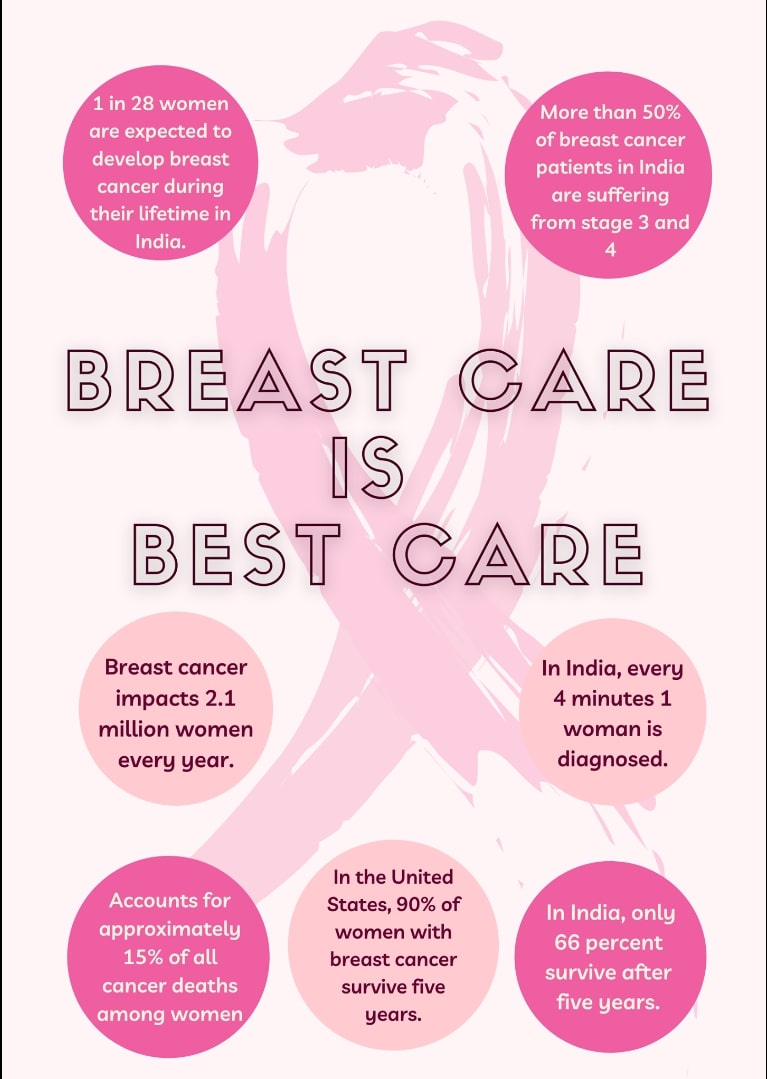 1 in 28 women
are expected to
develop breast
cancer during
their lifetime in
India.
More than 50%
of breast cancer
patients in India
are suffering
from stage 3 and
4
BREAST CARE
IS
BEST CARE
Breast cancer
impacts 2.1
million women
every year.
In India, every
4 minutes 1
woman is
diagnosed.
Accounts for
approximately
15% of all
cancer deaths
among women
In the United
States, 90% of
women with
breast cancer
survive five
years.
In India, only
66 percent
survive after
five years.